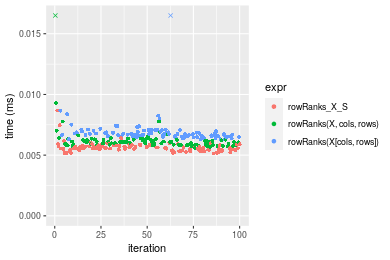 0.015
0.010
0.005
0.000
time (ms)
0
25
50
75
100
iteration
expr
rowRanks_X_S
rowRanks(X, cols, rows)
rowRanks(X[cols, rows])